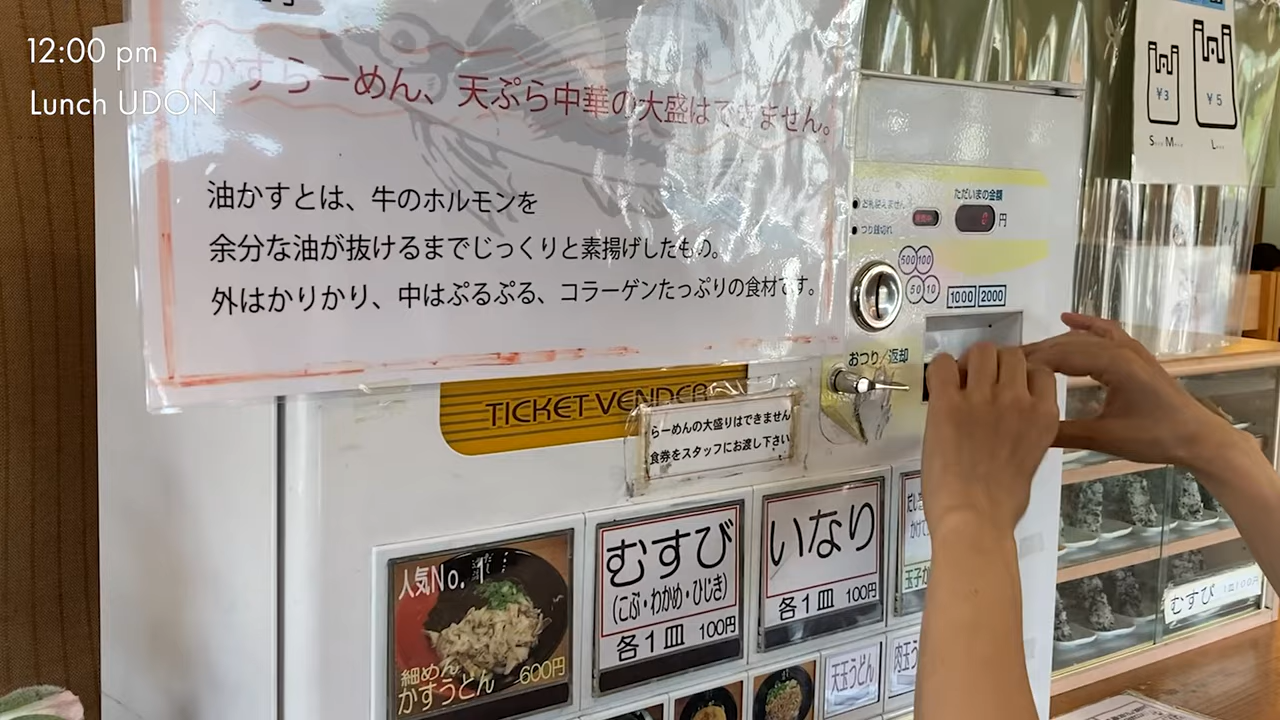 12:00 pm
Lunch UDON
かすらーめん、天ぷら中華の大盛はできません。
油かすとは、牛のホルモンを
余分な油が抜けるまでじっくりと素揚げしたもの。
外はかりかり、中はぷるぷる、コラーゲンたっぷりの食材です。
¥3
¥5
S
M
L
ただいまの金額
円
つり銭切れ
500 100
50 10
1000 2000
おつり/返却
TICKET VENDER
らーめんの大盛りはできません
食券をスタッフにお渡し下さい
人気No.1
細めん
かすうどん 600円
むすび
(こぶ・わかめ・ひじき)
各1皿 100円
いなり
各1皿 100円
天玉うどん
むすび